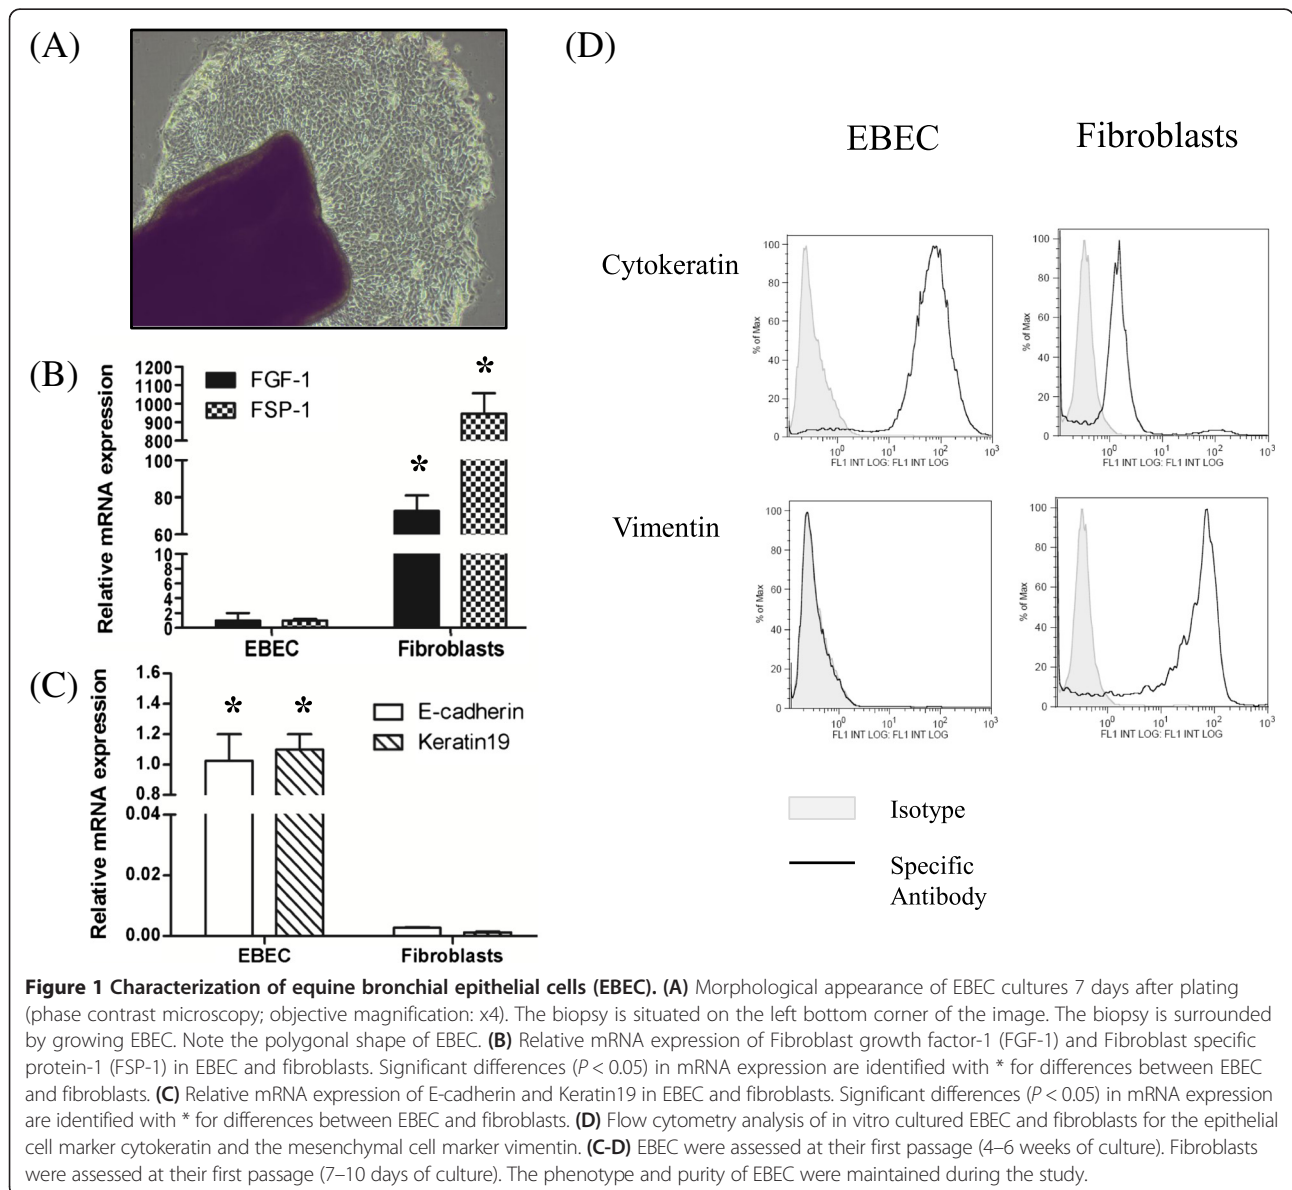 (A)
(D)
EBEC
Fibroblasts
Cytokeratin
Vimentin
% of Max
100
80
60
40
20
0
10^0
10^1
10^2
10^3
FL1 INT LOG: FL1 INT LOG
% of Max
100
80
60
40
20
0
10^0
10^1
10^2
10^3
FL1 INT LOG: FL1 INT LOG
% of Max
100
80
60
40
20
0
10^0
10^1
10^2
10^3
FL1 INT LOG: FL1 INT LOG
% of Max
100
80
60
40
20
0
10^0
10^1
10^2
10^3
FL1 INT LOG: FL1 INT LOG
Isotype
Specific
Antibody
(B)
Relative mRNA expression
1200
1100
1000
900
800
100
80
60
10
8
6
4
2
0
FGF-1
FSP-1
*
*
EBEC
Fibroblasts
(C)
Relative mRNA expression
1.6
1.4
1.2
1.0
0.8
0.04
0.02
0.00
* *
E-cadherin
Keratin19
EBEC
Fibroblasts
Figure 1 Characterization of equine bronchial epithelial cells (EBEC). (A) Morphological appearance of EBEC cultures 7 days after plating
(phase contrast microscopy; objective magnification: x4). The biopsy is situated on the left bottom corner of the image. The biopsy is surrounded
by growing EBEC. Note the polygonal shape of EBEC. (B) Relative mRNA expression of Fibroblast growth factor-1 (FGF-1) and Fibroblast specific
protein-1 (FSP-1) in EBEC and fibroblasts. Significant differences (P < 0.05) in mRNA expression are identified with * for differences between EBEC
and fibroblasts. (C) Relative mRNA expression of E-cadherin and Keratin19 in EBEC and fibroblasts. Significant differences (P < 0.05) in mRNA expression
are identified with * for differences between EBEC and fibroblasts. (D) Flow cytometry analysis of in vitro cultured EBEC and fibroblasts for the epithelial
cell marker cytokeratin and the mesenchymal cell marker vimentin. (C-D) EBEC were assessed at their first passage (4–6 weeks of culture). Fibroblasts
were assessed at their first passage (7–10 days of culture). The phenotype and purity of EBEC were maintained during the study.